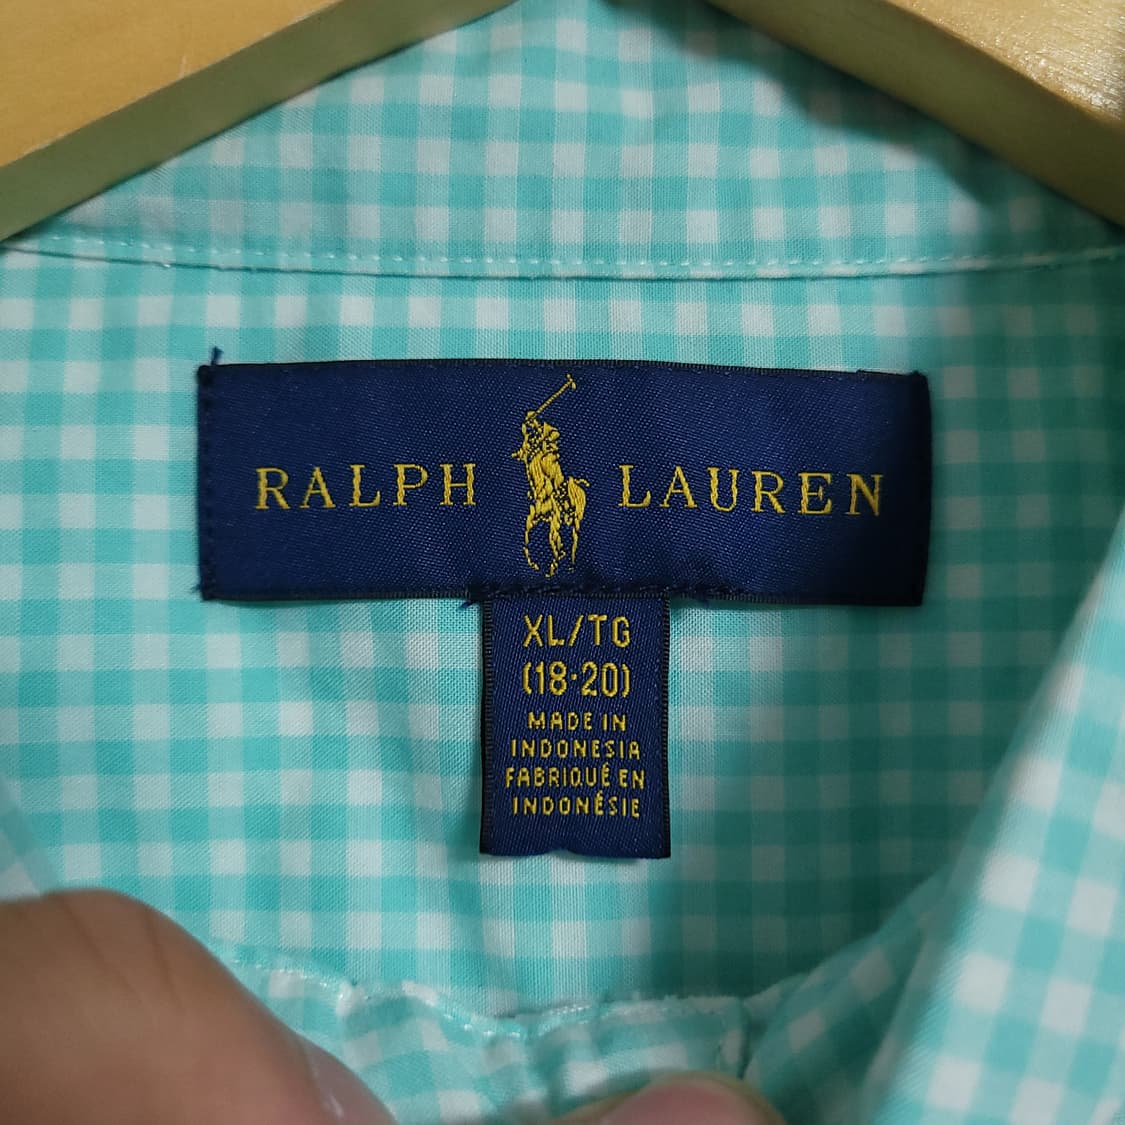 RALPH LAUREN
XL/TG
(18·20)
MADE IN
INDONESIA
FABRIQUÉ EN
INDONÉSIE